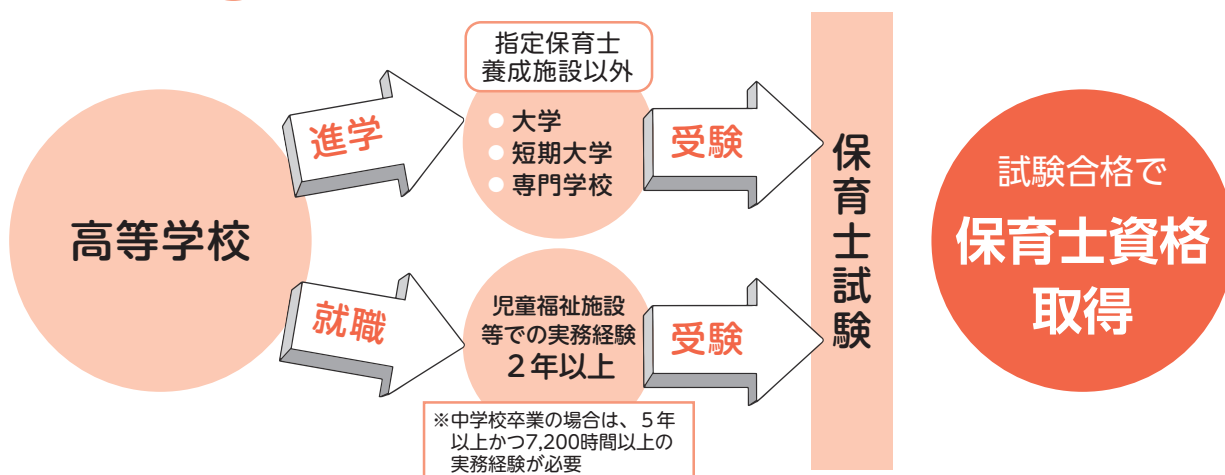 高等学校
進学
指定保育士
養成施設以外
大学
短期大学
専門学校
受験
就職
児童福祉施設
等での実務経験
２年以上
※中学校卒業の場合は、５年
以上かつ7,200時間以上の
実務経験が必要
受験
保育士試験
試験合格で
保育士資格
取得